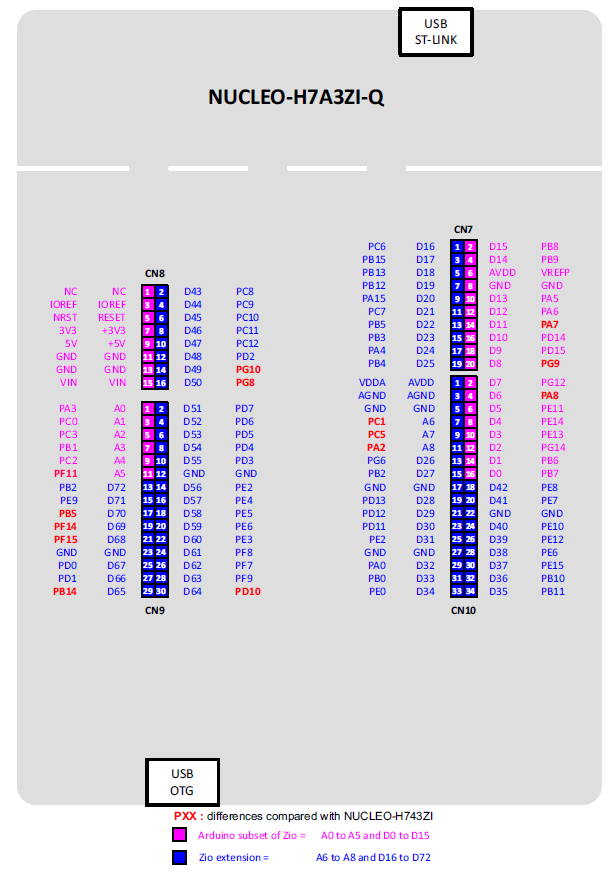 USB
ST-LINK
NUCLEO-H7A3ZI-Q
CN8
NC NC 1 2 D43 PC8
IOREF IOREF 3 4 D44 PC9
NRST RESET 5 6 D45 PC10
3V3 +3V3 7 8 D46 PC11
5V +5V 9 10 D47 PC12
GND GND 11 12 D48 PD2
GND GND 13 14 D49 PG10
VIN VIN 15 16 D50 PG8
PA3 A0 1 2 D51 PD7
PC0 A1 3 4 D52 PD6
PC3 A2 5 6 D53 PD5
PB1 A3 7 8 D54 PD4
PC2 A4 9 10 D55 PD3
PF11 A5 11 12 GND GND
PB2 D72 13 14 D56 PE2
PE9 D71 15 16 D57 PE4
PB5 D70 17 18 D58 PE5
PF14 D69 19 20 D59 PE6
PF15 D68 21 22 D60 PE3
GND GND 23 24 D61 PF8
PD0 D67 25 26 D62 PF7
PD1 D66 27 28 D63 PF9
PB14 D65 29 30 D64 PD10
CN9
CN7
PC6 D16 1 2 D15 PB8
PB15 D17 3 4 D14 PB9
PB13 D18 5 6 AVDD VREFP
PB12 D19 7 8 GND GND
PA15 D20 9 10 D13 PA5
PC7 D21 11 12 D12 PA6
PB5 D22 13 14 D11 PA7
PB3 D23 15 16 D10 PD14
PA4 D24 17 18 D9 PD15
PB4 D25 19 20 D8 PG9
VDDA AVDD 1 2 D7 PG12
AGND AGND 3 4 D6 PA8
GND GND 5 6 D5 PE11
PC1 A6 7 8 D4 PE14
PC5 A7 9 10 D3 PE13
PA2 A8 11 12 D2 PG14
PG6 D26 13 14 D1 PB6
PB2 D27 15 16 D0 PB7
GND GND 17 18 D42 PE8
PD13 D28 19 20 D41 PE7
PD12 D29 21 22 GND GND
PD11 D30 23 24 D40 PE10
PE2 D31 25 26 D39 PE12
GND GND 27 28 D38 PE6
PA0 D32 29 30 D37 PE15
PB0 D33 31 32 D36 PB10
PE0 D34 33 34 D35 PB11
CN10
USB
OTG
PXX : differences compared with NUCLEO-H743ZI
Arduino subset of Zio = A0 to A5 and D0 to D15
Zio extension = A6 to A8 and D16 to D72